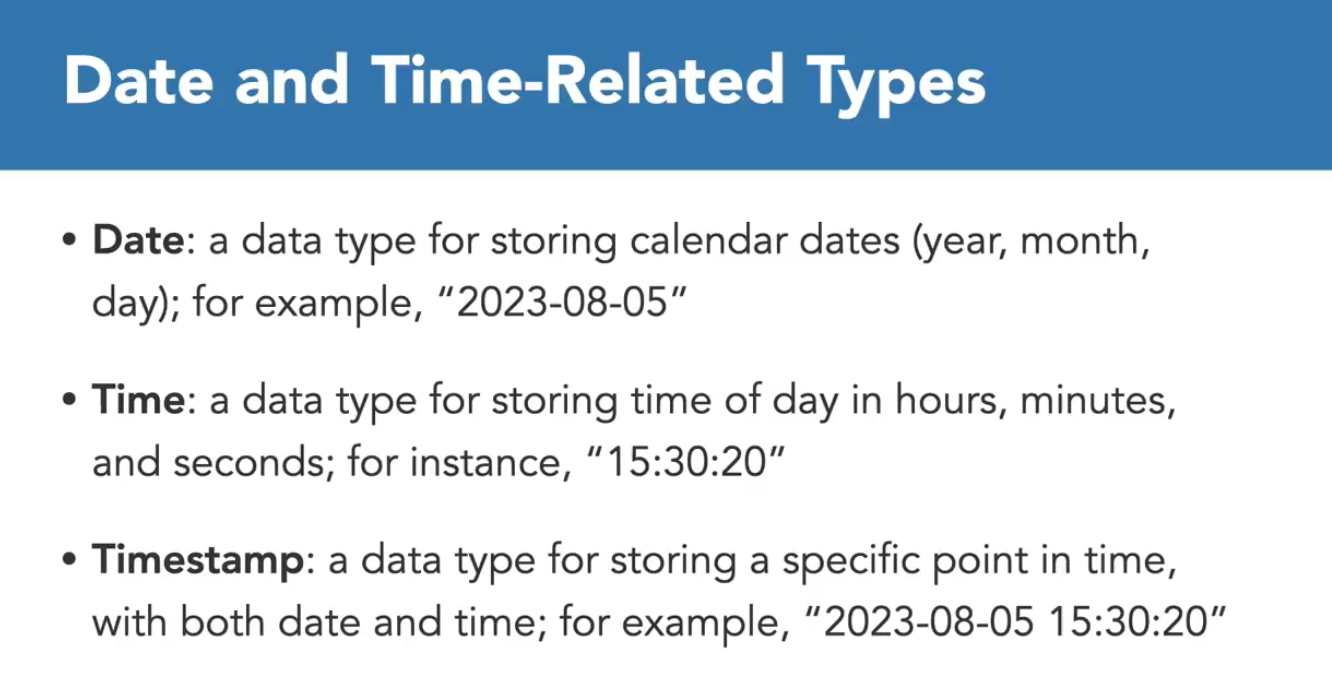 Date and Time-Related Types
• Date: a data type for storing calendar dates (year, month,
day); for example, “2023-08-05”
• Time: a data type for storing time of day in hours, minutes,
and seconds; for instance, “15:30:20”
• Timestamp: a data type for storing a specific point in time,
with both date and time; for example, “2023-08-05 15:30:20”